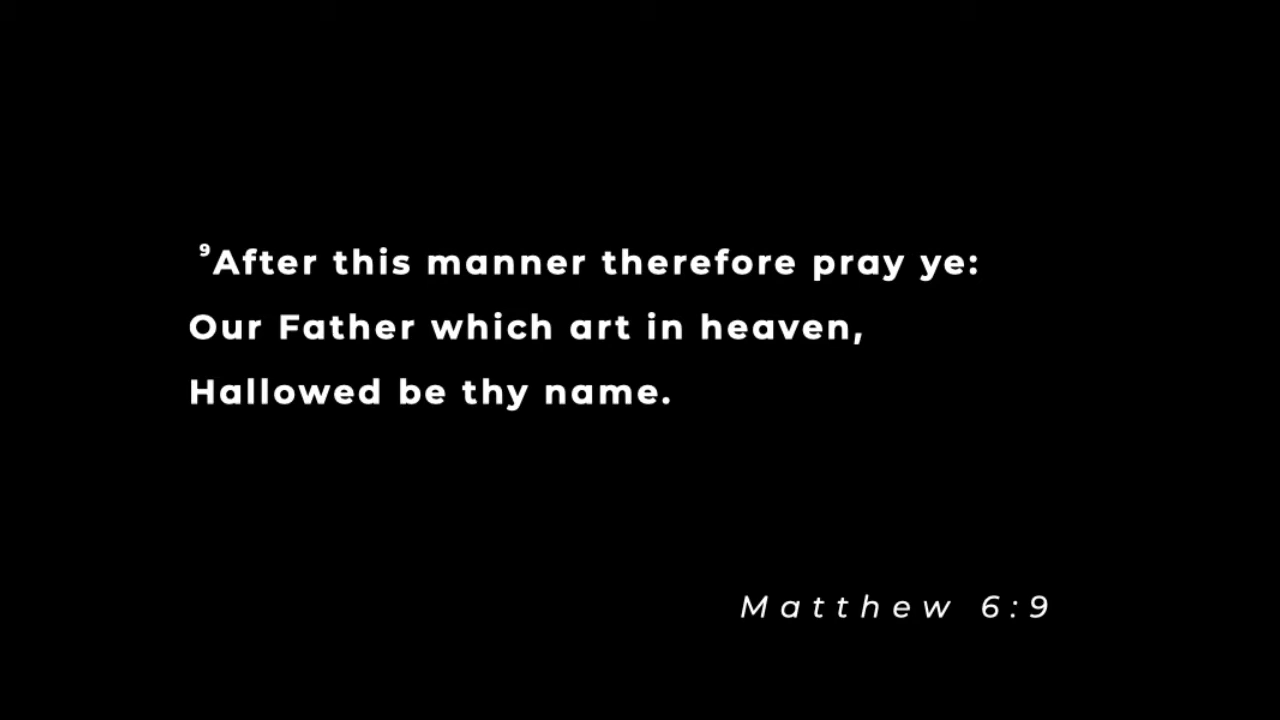 ⁹After this manner therefore pray ye:
Our Father which art in heaven,
Hallowed be thy name.
Matthew 6:9